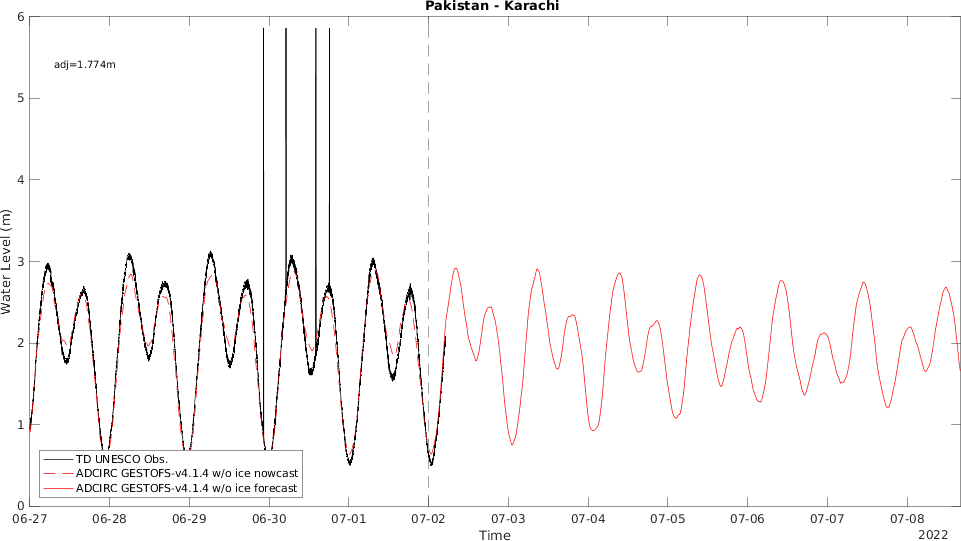 Pakistan - Karachi
6
adj=1.774m
5
4
3
2
1
0
Water Level (m)
TD UNESCO Obs.
ADCIRC GESTOFS-v4.1.4 w/o ice nowcast
ADCIRC GESTOFS-v4.1.4 w/o ice forecast
06-27 06-28 06-29 06-30 07-01 07-02 07-03 07-04 07-05 07-06 07-07 07-08
Time
2022